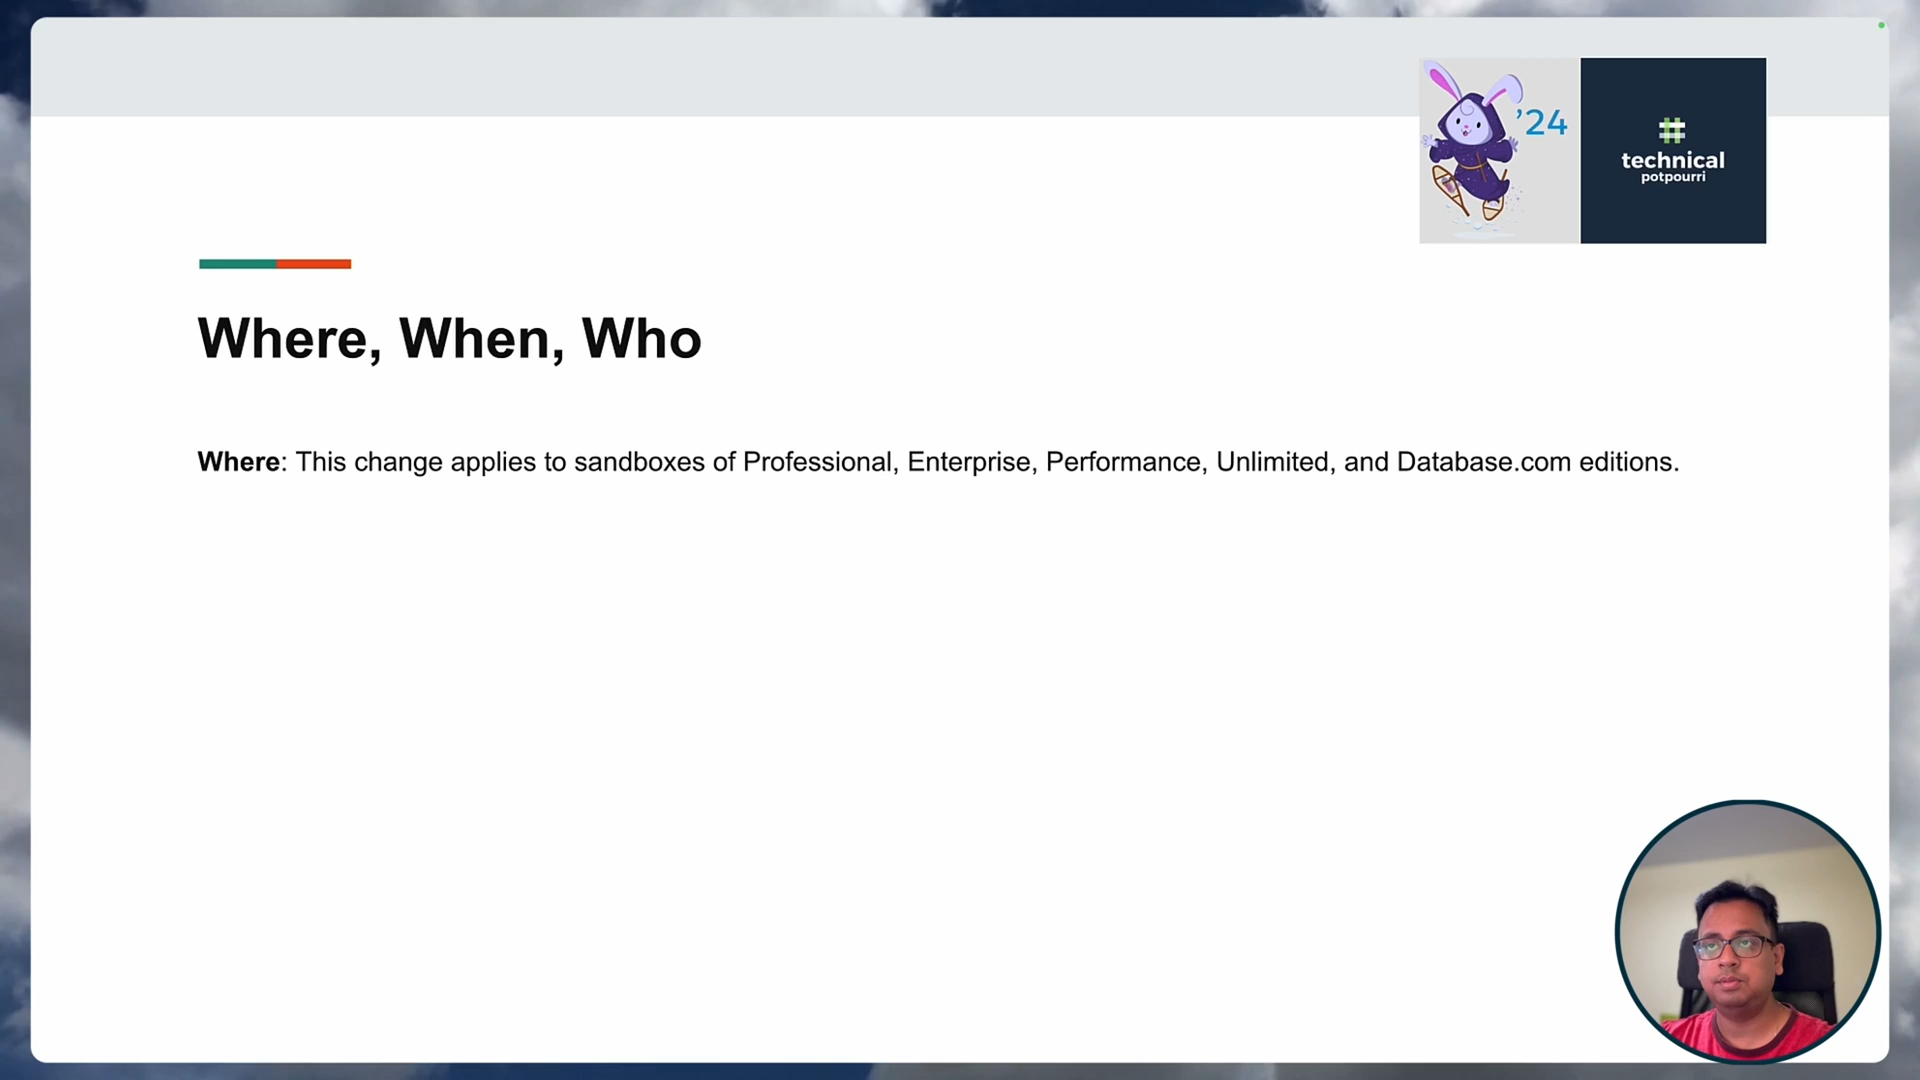 ’24
technical
potpourri
Where, When, Who
Where: This change applies to sandboxes of Professional, Enterprise, Performance, Unlimited, and Database.com editions.